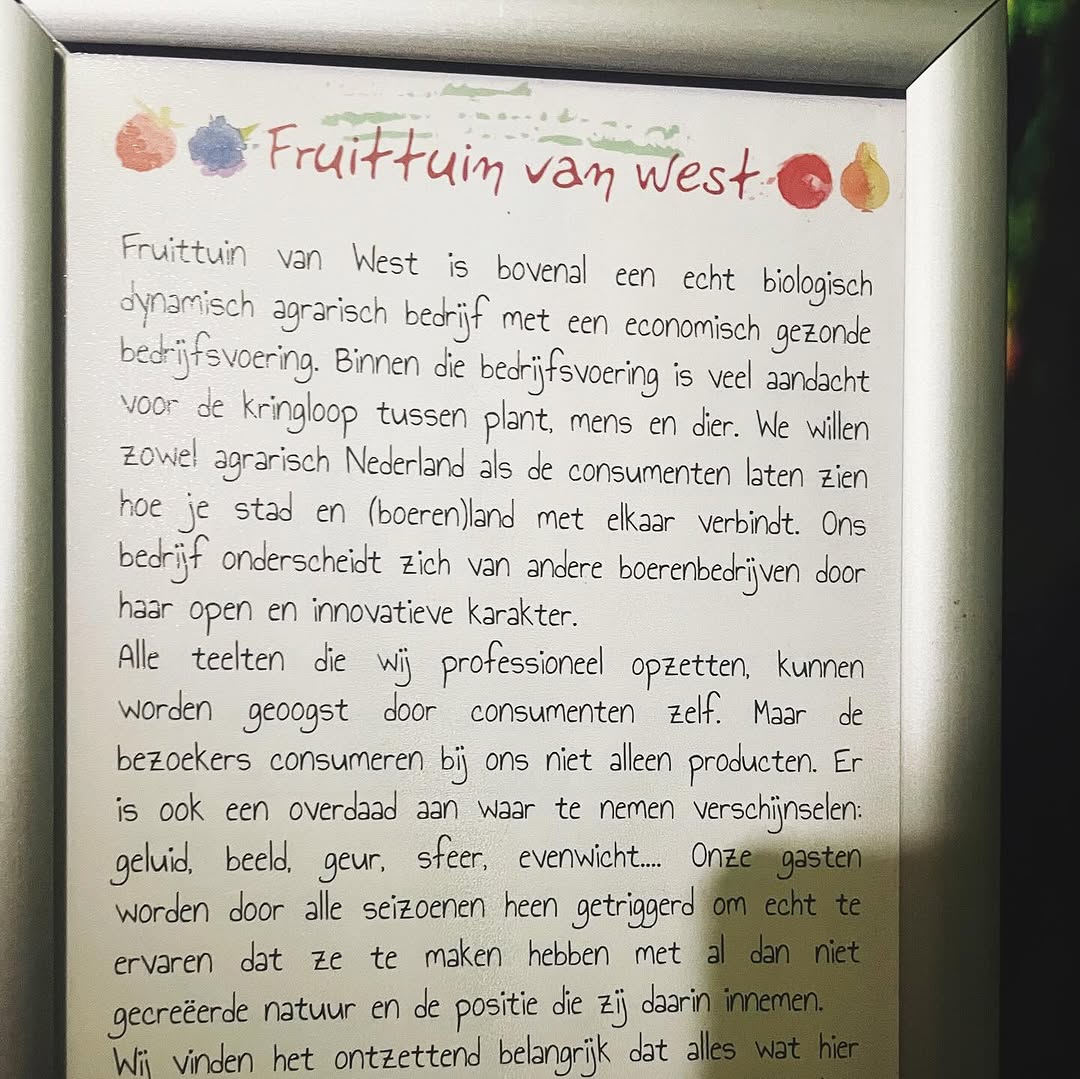 Fruittuin van West
Fruittuin van West is bovenal een echt biologisch
dynamisch agrarisch bedrijf met een economisch gezonde
bedrijfsvoering. Binnen die bedrijfsvoering is veel aandacht
voor de kringloop tussen plant, mens en dier. We willen
zowel agrarisch Nederland als de consumenten laten zien
hoe je stad en (boeren)land met elkaar verbindt. Ons
bedrijf onderscheidt zich van andere boerenbedrijven door
haar open en innovatieve karakter.
Alle teelten die wij professioneel opzetten, kunnen
worden geoogst door consumenten zelf. Maar de
bezoekers consumeren bij ons niet alleen producten. Er
is ook een overdaad aan waar te nemen verschijnselen:
geluid, beeld, geur, sfeer, evenwicht.... Onze gasten
worden door alle seizoenen heen getriggerd om echt te
ervaren dat ze te maken hebben met al dan niet
gecreëerde natuur en de positie die zij daarin innemen.
Wij vinden het ontzettend belangrijk dat alles wat hier